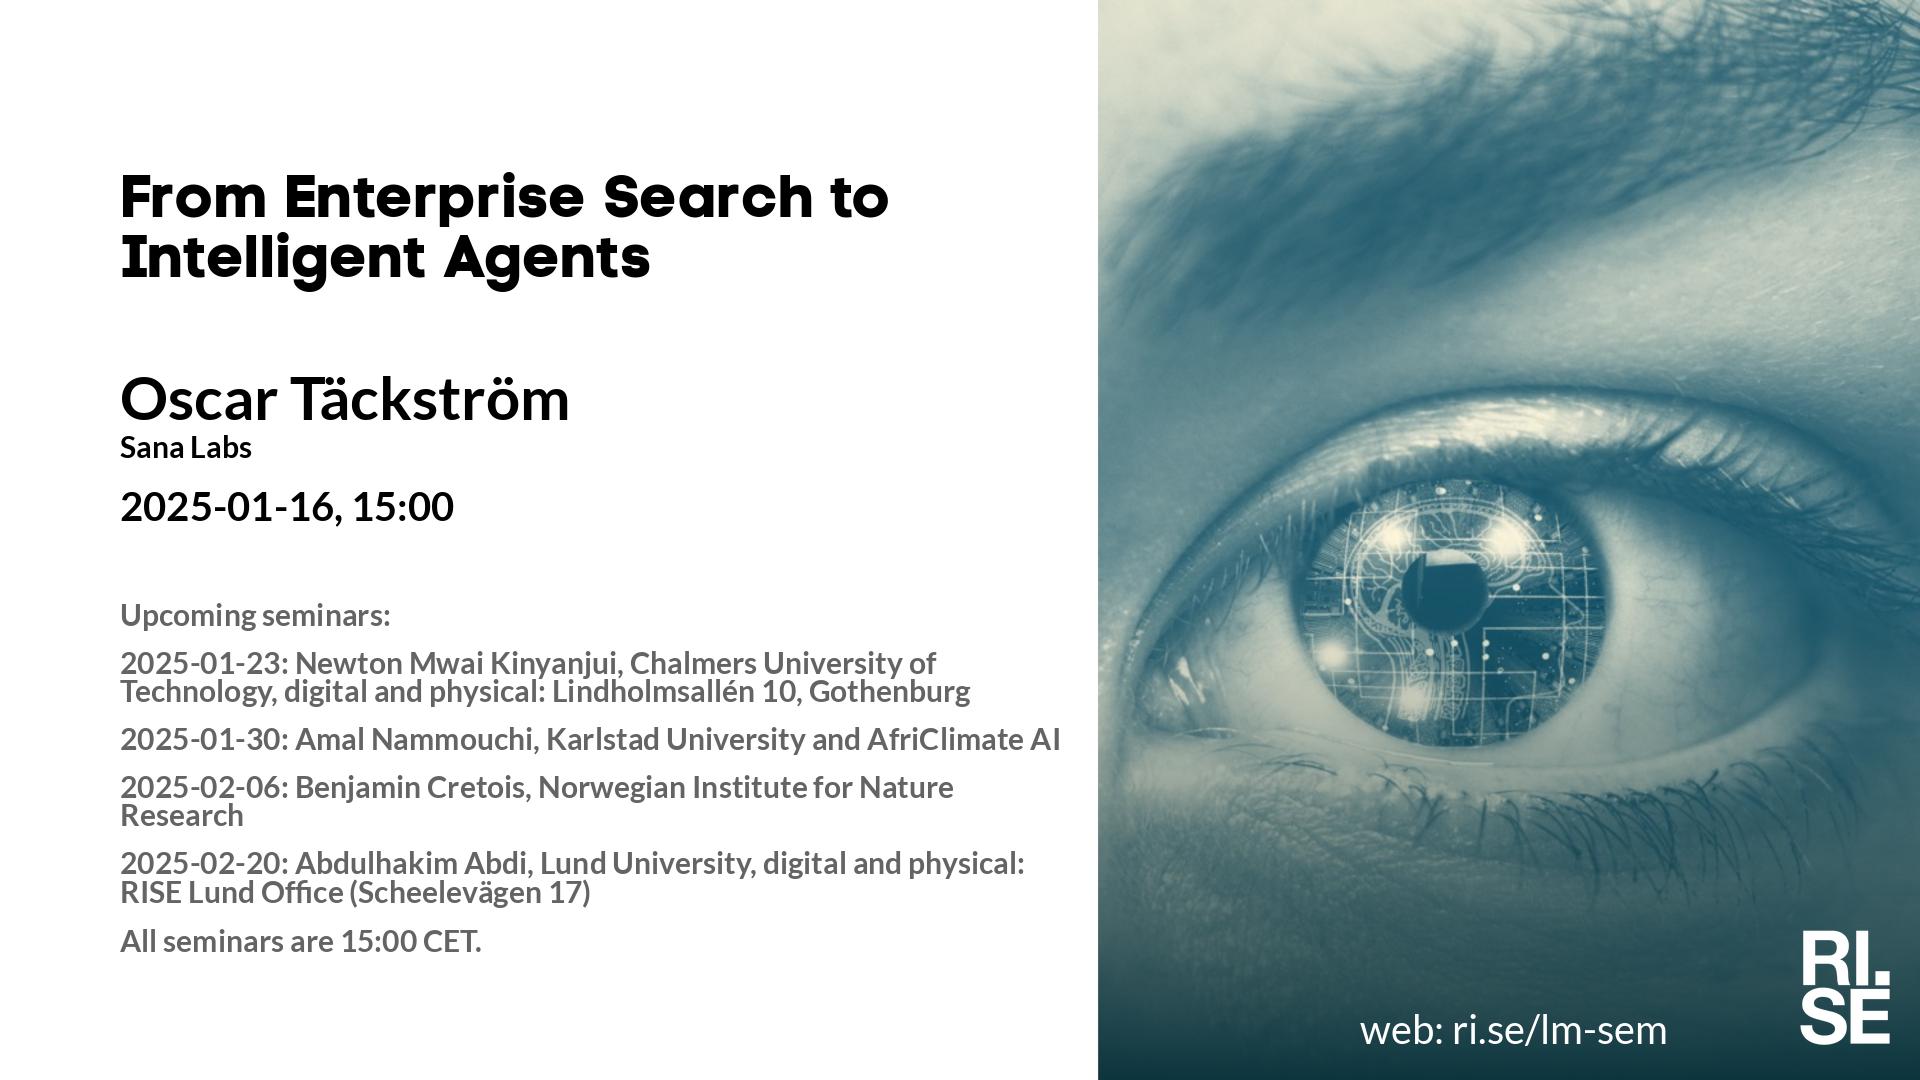 From Enterprise Search to
Intelligent Agents
Oscar Täckström
Sana Labs
2025-01-16, 15:00
Upcoming seminars:
2025-01-23: Newton Mwai Kinyanjui, Chalmers University of
Technology, digital and physical: Lindholmsallén 10, Gothenburg
2025-01-30: Amal Nammouchi, Karlstad University and AfriClimate AI
2025-02-06: Benjamin Cretois, Norwegian Institute for Nature
Research
2025-02-20: Abdulhakim Abdi, Lund University, digital and physical:
RISE Lund Office (Scheelevägen 17)
All seminars are 15:00 CET.
web: ri.se/lm-sem
RI.
SE